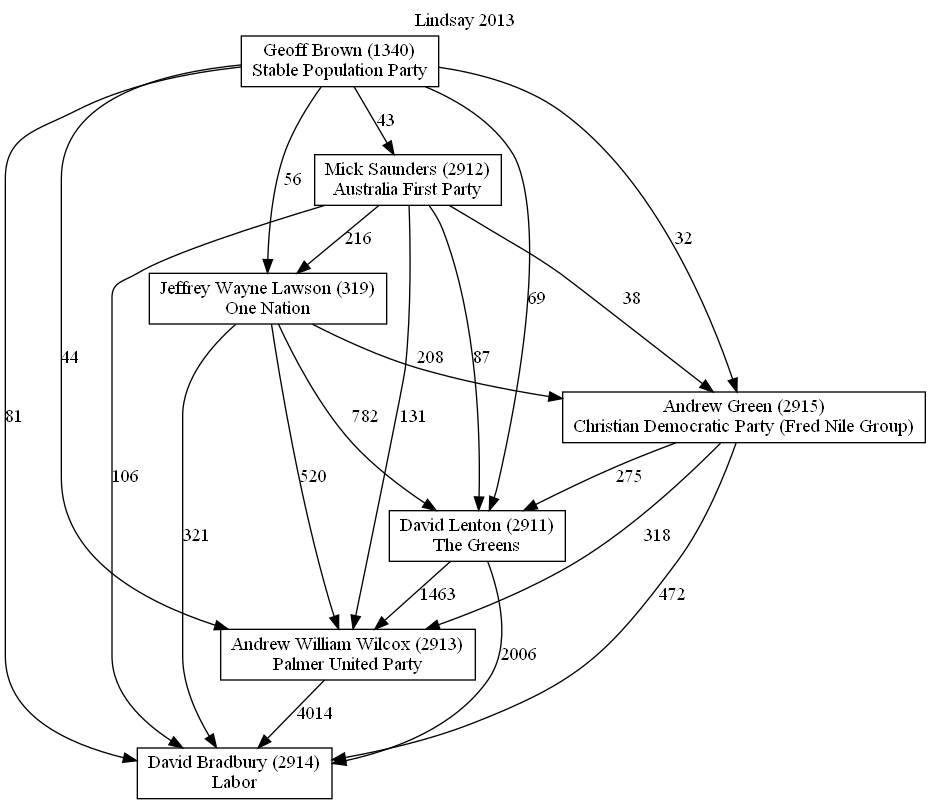 Lindsay 2013
Geoff Brown (1340)
Stable Population Party
43
Mick Saunders (2912)
Australia First Party
56
216
32
Jeffrey Wayne Lawson (319)
One Nation
69
38
44
87
208
81
782
131
Andrew Green (2915)
Christian Democratic Party (Fred Nile Group)
106
520
275
321
David Lenton (2911)
The Greens
318
1463
472
Andrew William Wilcox (2913)
Palmer United Party
2006
4014
David Bradbury (2914)
Labor